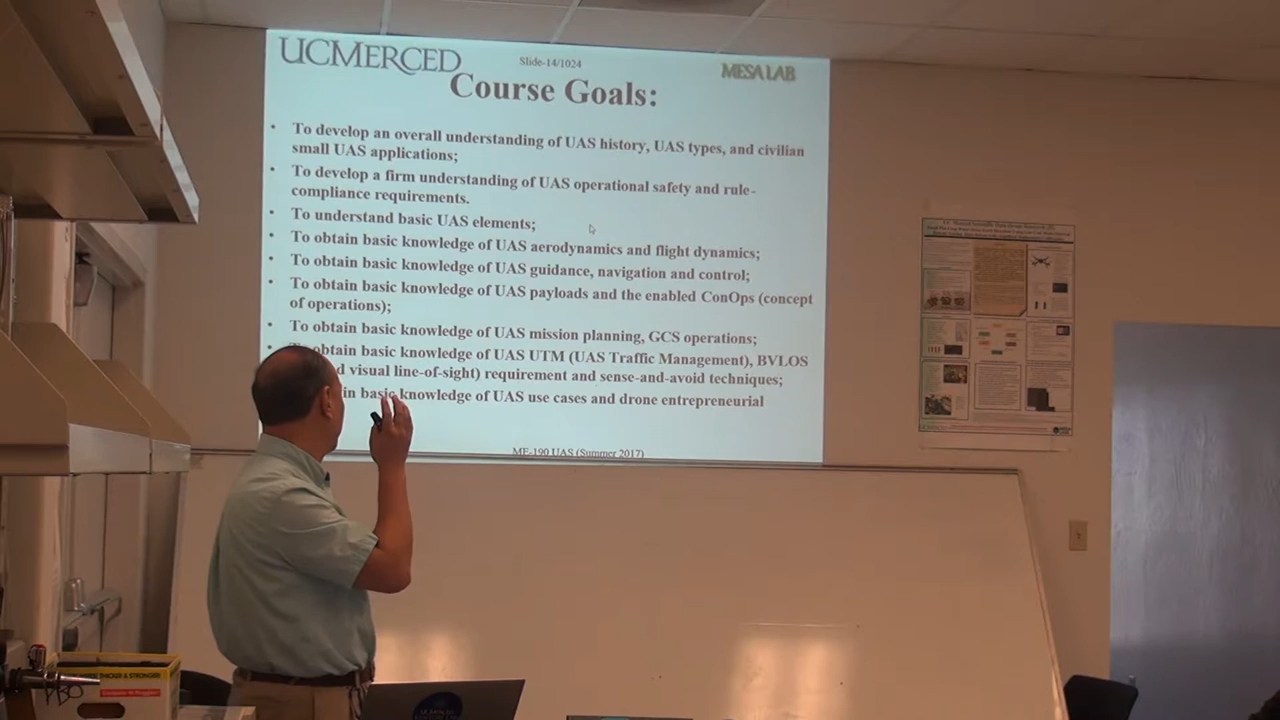 UCMERCED
Slide-14/1024
MESA LAB
Course Goals:
• To develop an overall understanding of UAS history, UAS types, and civilian
small UAS applications;
• To develop a firm understanding of UAS operational safety and rule-
compliance requirements.
• To understand basic UAS elements;
• To obtain basic knowledge of UAS aerodynamics and flight dynamics;
• To obtain basic knowledge of UAS guidance, navigation and control;
• To obtain basic knowledge of UAS payloads and the enabled ConOps (concept
of operations);
• To obtain basic knowledge of UAS mission planning, GCS operations;
obtain basic knowledge of UAS UTM (UAS Traffic Management), BVLOS
visual line-of-sight) requirement and sense-and-avoid techniques;
basic knowledge of UAS use cases and drone entrepreneurial
ME-190 UAS (Summer 2017)
THICKER & STRONGER